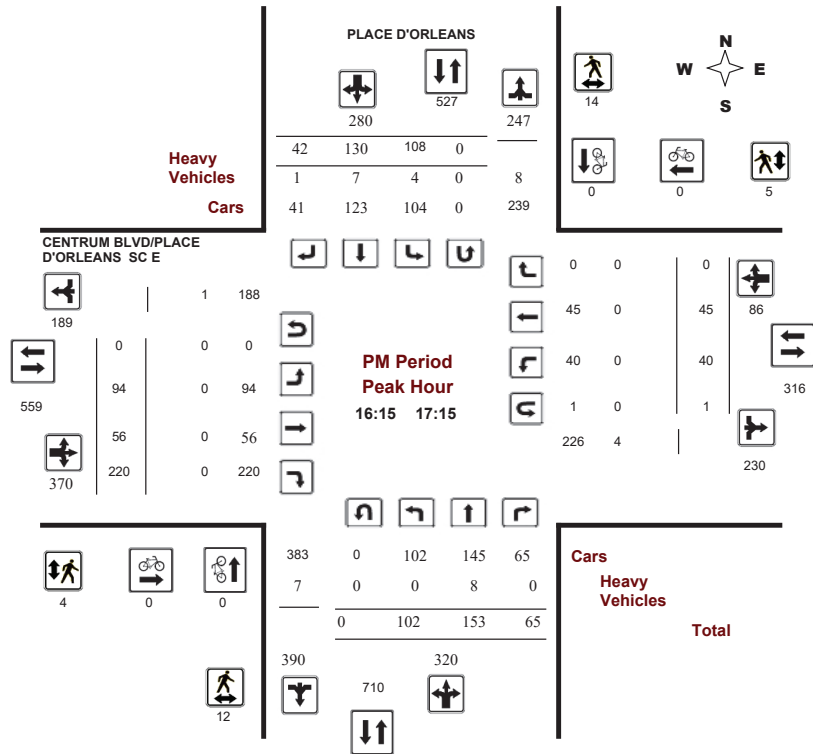 PLACE D'ORLEANS
N
W E
S
527
14
280
247
42 130 108 0
Heavy
Vehicles
1 7 4 0 8
0 0 5
Cars
41 123 104 0 239
CENTRUM BLVD/PLACE
D'ORLEANS SC E
1 188
189
0 0 0
45 0 45
86
0 0 0
559
94 0 94
PM Period
Peak Hour
16:15 17:15
40 0 40
316
56 0 56
1 0 1
370
220 0 220
226 4
230
383 0 102 145 65
Cars
7 0 0 8 0
Heavy
Vehicles
4 0 0
0 102 153 65
Total
390
320
710
12